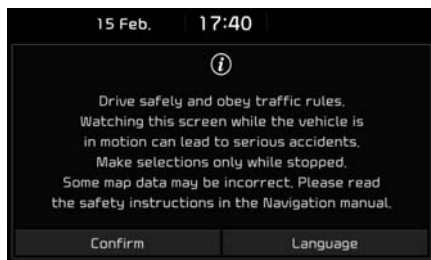 15 Feb. 17:40
Drive safely and obey traffic rules.
Watching this screen while the vehicle is
in motion can lead to serious accidents.
Make selections only while stopped.
Some map data may be incorrect. Please read
the safety instructions in the Navigation manual.
Confirm Language